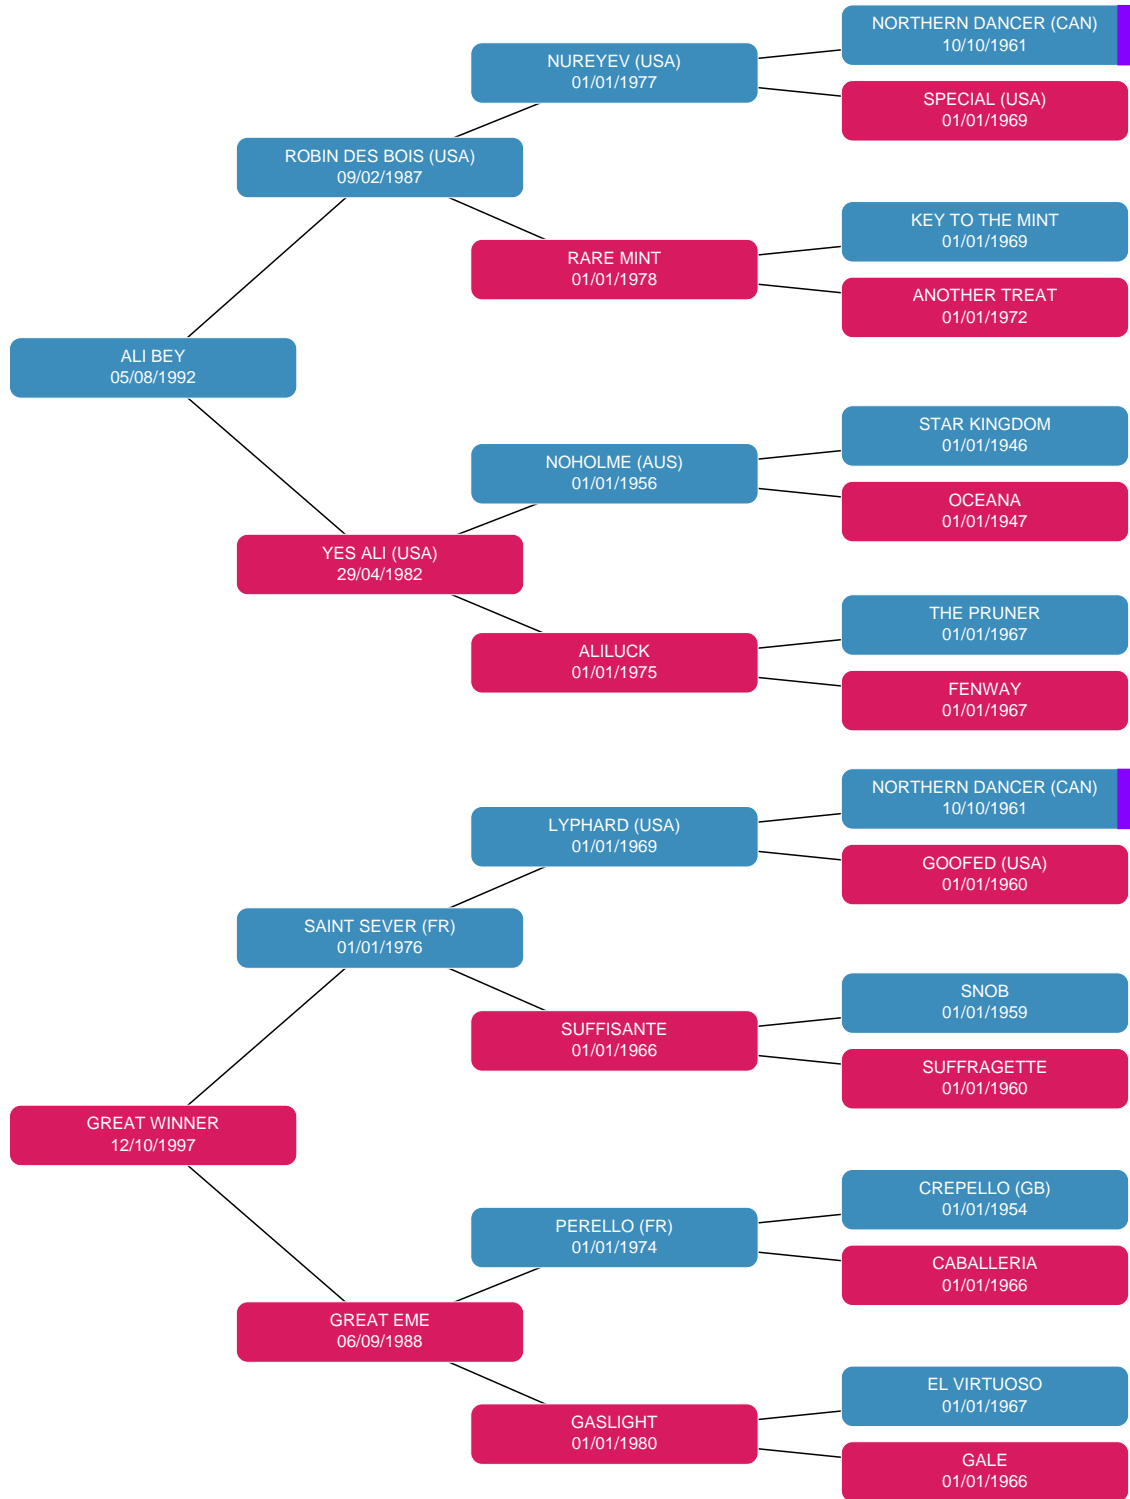 NORTHERN DANCER (CAN)
10/10/1961
NUREYEV (USA)
01/01/1977
SPECIAL (USA)
01/01/1969
ROBIN DES BOIS (USA)
09/02/1987
KEY TO THE MINT
01/01/1969
RARE MINT
01/01/1978
ANOTHER TREAT
01/01/1972
ALI BEY
05/08/1992
STAR KINGDOM
01/01/1946
NOHOLME (AUS)
01/01/1956
OCEANA
01/01/1947
YES ALI (USA)
29/04/1982
THE PRUNER
01/01/1967
ALILUCK
01/01/1975
FENWAY
01/01/1967
NORTHERN DANCER (CAN)
10/10/1961
LYPHARD (USA)
01/01/1969
GOOFED (USA)
01/01/1960
SAINT SEVER (FR)
01/01/1976
SNOB
01/01/1959
SUFFISANTE
01/01/1966
SUFFRAGETTE
01/01/1960
GREAT WINNER
12/10/1997
CREPELLO (GB)
01/01/1954
PERELLO (FR)
01/01/1974
CABALLERIA
01/01/1966
GREAT EME
06/09/1988
EL VIRTUOSO
01/01/1967
GASLIGHT
01/01/1980
GALE
01/01/1966